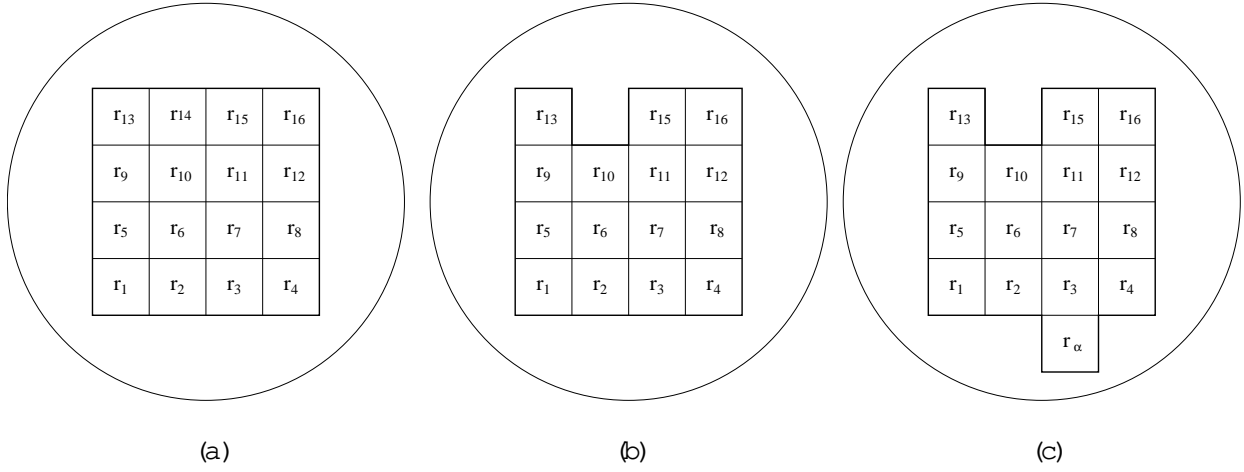 r13 r14 r15 r16 r13 r15 r16 r13 r15 r16
r9 r10 r11 r12 r9 r10 r11 r12 r9 r10 r11 r12
r5 r6 r7 r8 r5 r6 r7 r8 r5 r6 r7 r8
r1 r2 r3 r4 r1 r2 r3 r4 r1 r2 r3 r4
rα
(a) (b) (c)